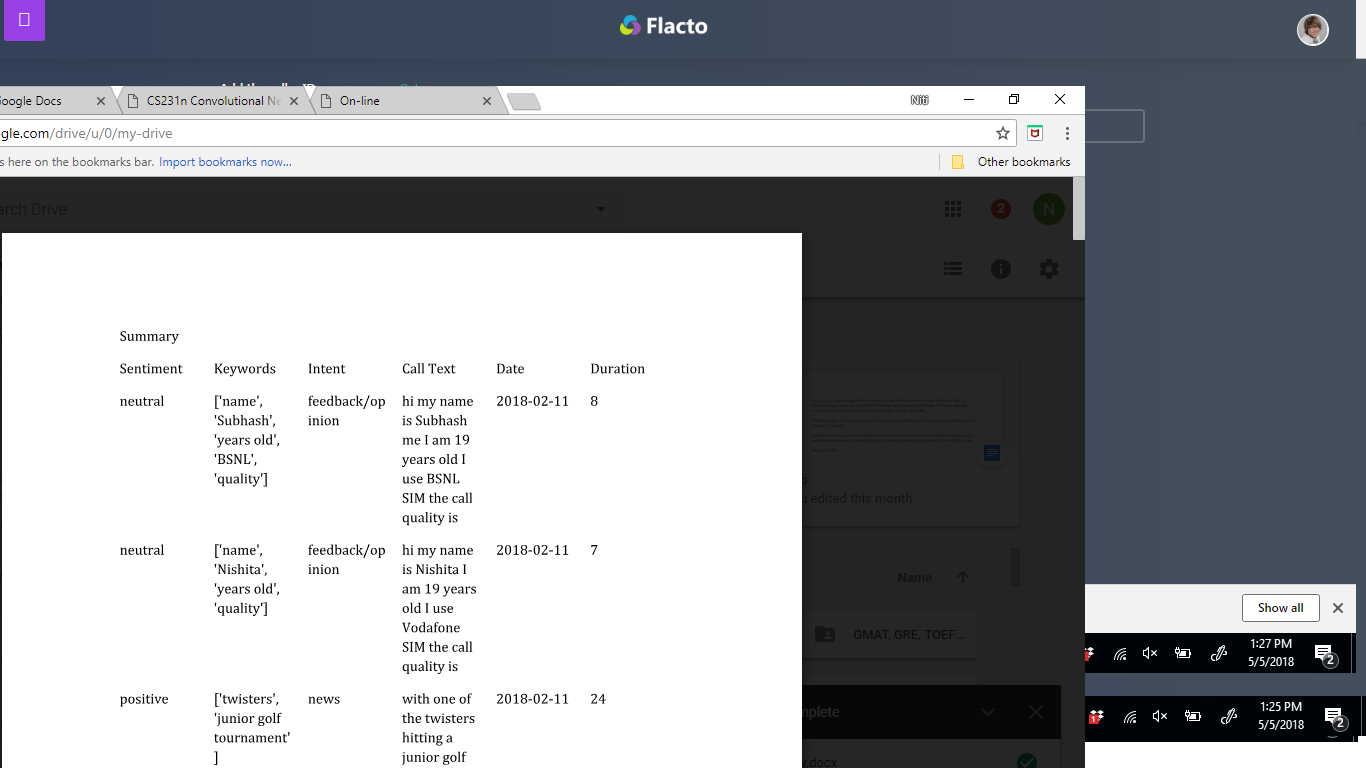 Flacto
oogle Docs
CS231n Convolutional Ne
On-line
Niti
gle.com/drive/u/0/my-drive
s here on the bookmarks bar. Import bookmarks now...
Other bookmarks
arch Drive
2
N
Summary
Sentiment Keywords Intent Call Text Date Duration
neutral ['name', feedback/op hi my name 2018-02-11 8
'Subhash', inion is Subhash
'years old', me I am 19
'BSNL', years old I
'quality'] use BSNL
SIM the call
quality is
u edited this month
neutral ['name', feedback/op hi my name 2018-02-11 7
'Nishita', inion is Nishita I
'years old', am 19 years
'quality'] old I use
Vodafone
SIM the call
quality is
Name
GMAT, GRE, TOEF...
positive ['twisters', news with one of 2018-02-11 24
'junior golf the twisters
tournament' hitting a
] junior golf
mplete
y.docx
Show all
1:27 PM
5/5/2018
2
1
1:25 PM
5/5/2018
2